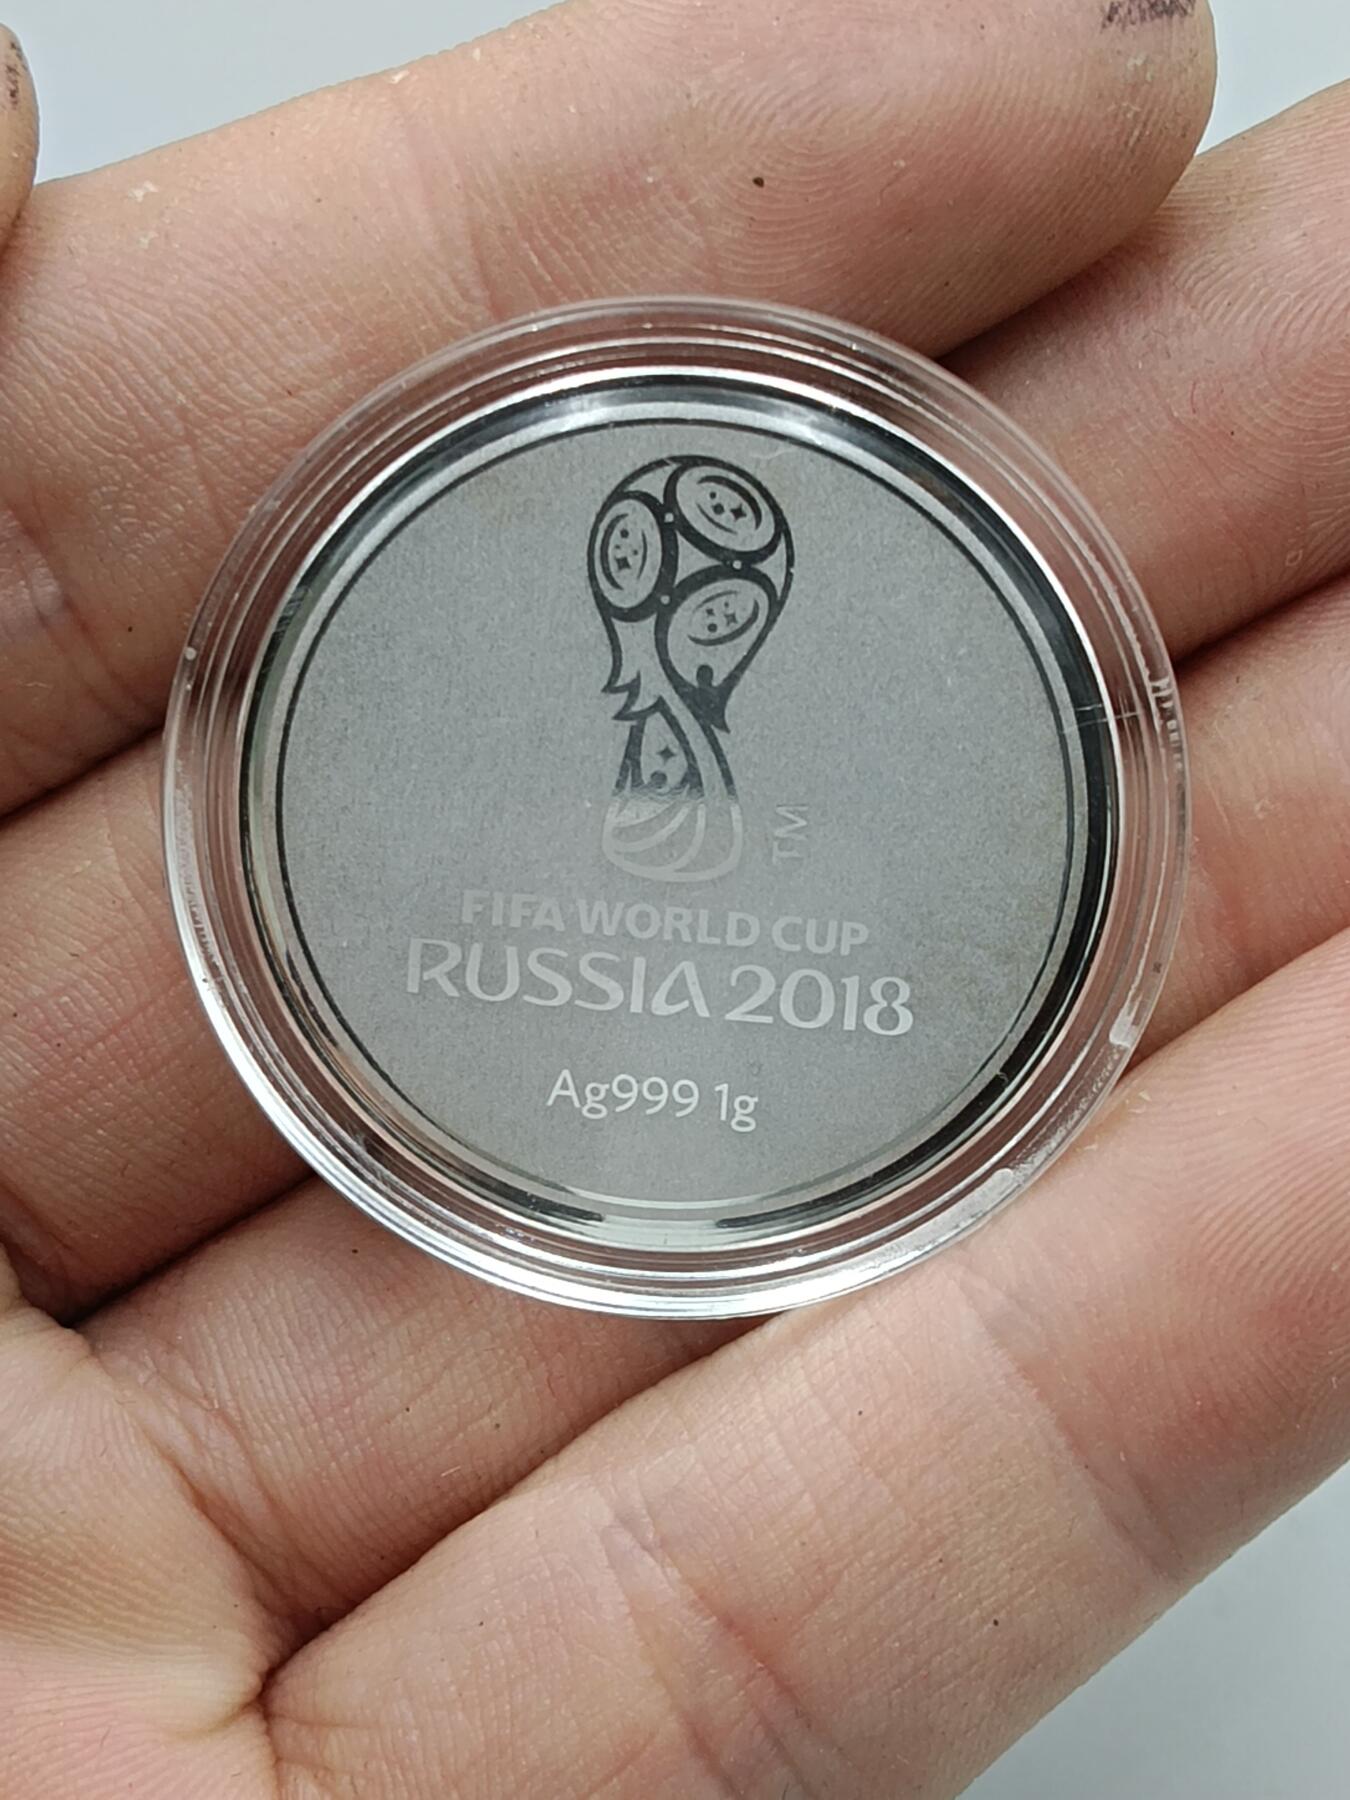 TM
FIFA WORLD CUP
RUSSIA 2018
Ag999 1g